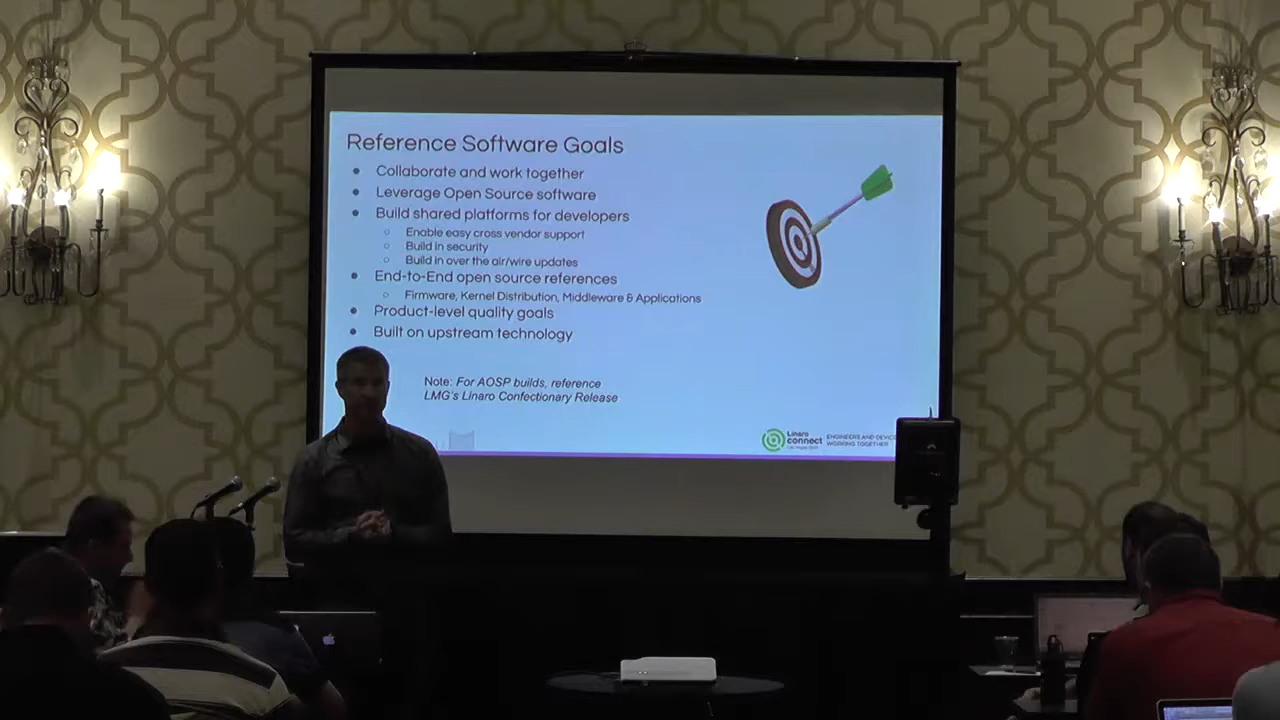 Reference Software Goals
● Collaborate and work together
● Leverage Open Source software
● Build shared platforms for developers
○ Enable easy cross vendor support
○ Build in security
○ Build in over the air/wire updates
● End-to-End open source references
○ Firmware, Kernel Distribution, Middleware & Applications
● Product-level quality goals
● Built on upstream technology
Note: For AOSP builds, reference
LMG's Linaro Confectionary Release
Linaro
connect
ENGINEERS AND
WORKING TOGETHER